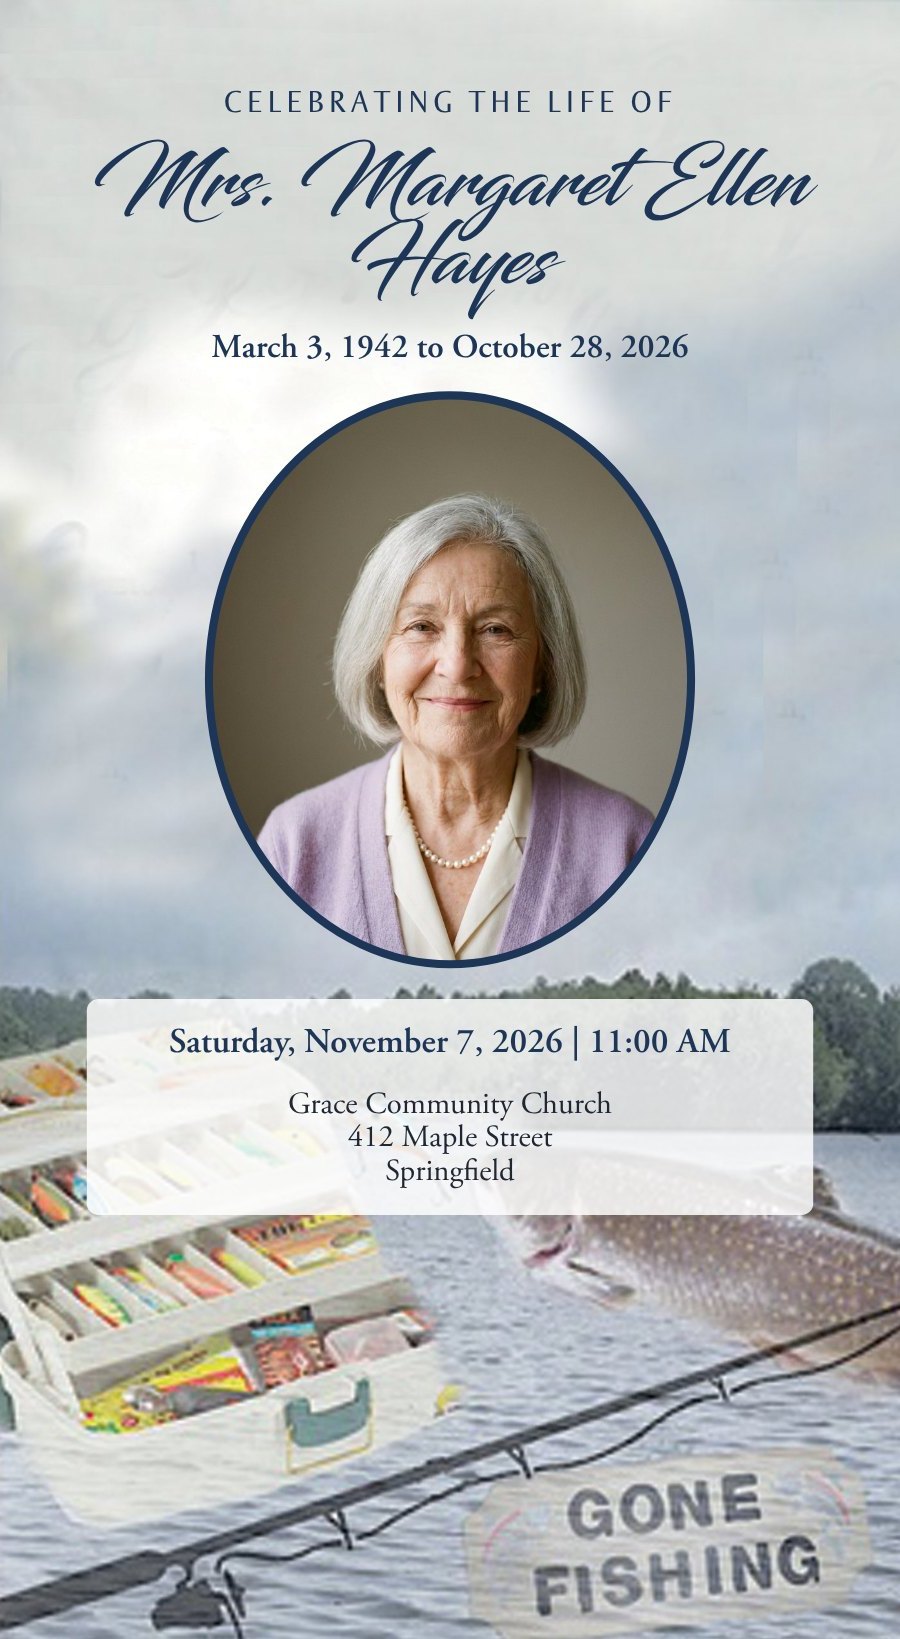 CELEBRATING THE LIFE OF
Mrs. Margaret Ellen
Hayes
March 3, 1942 to October 28, 2026
Saturday, November 7, 2026 | 11:00 AM
Grace Community Church
412 Maple Street
Springfield
GONE
FISHING